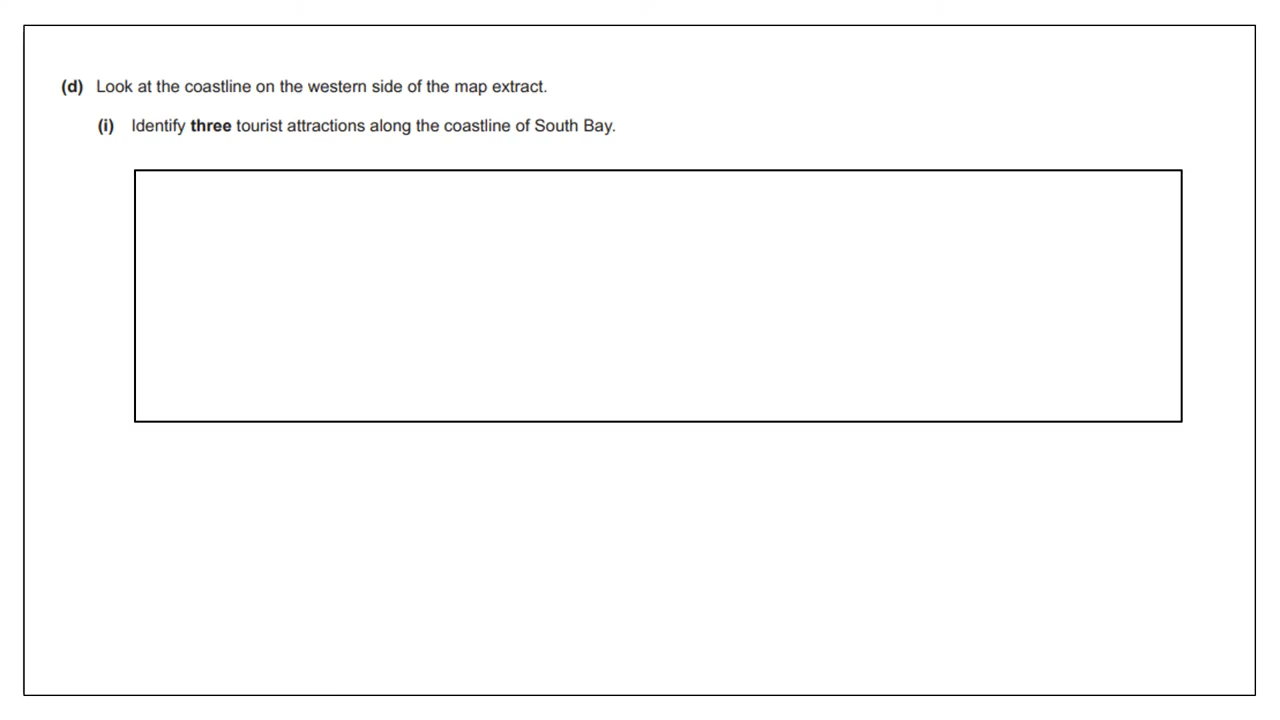 (d) Look at the coastline on the western side of the map extract.
(i) Identify three tourist attractions along the coastline of South Bay.